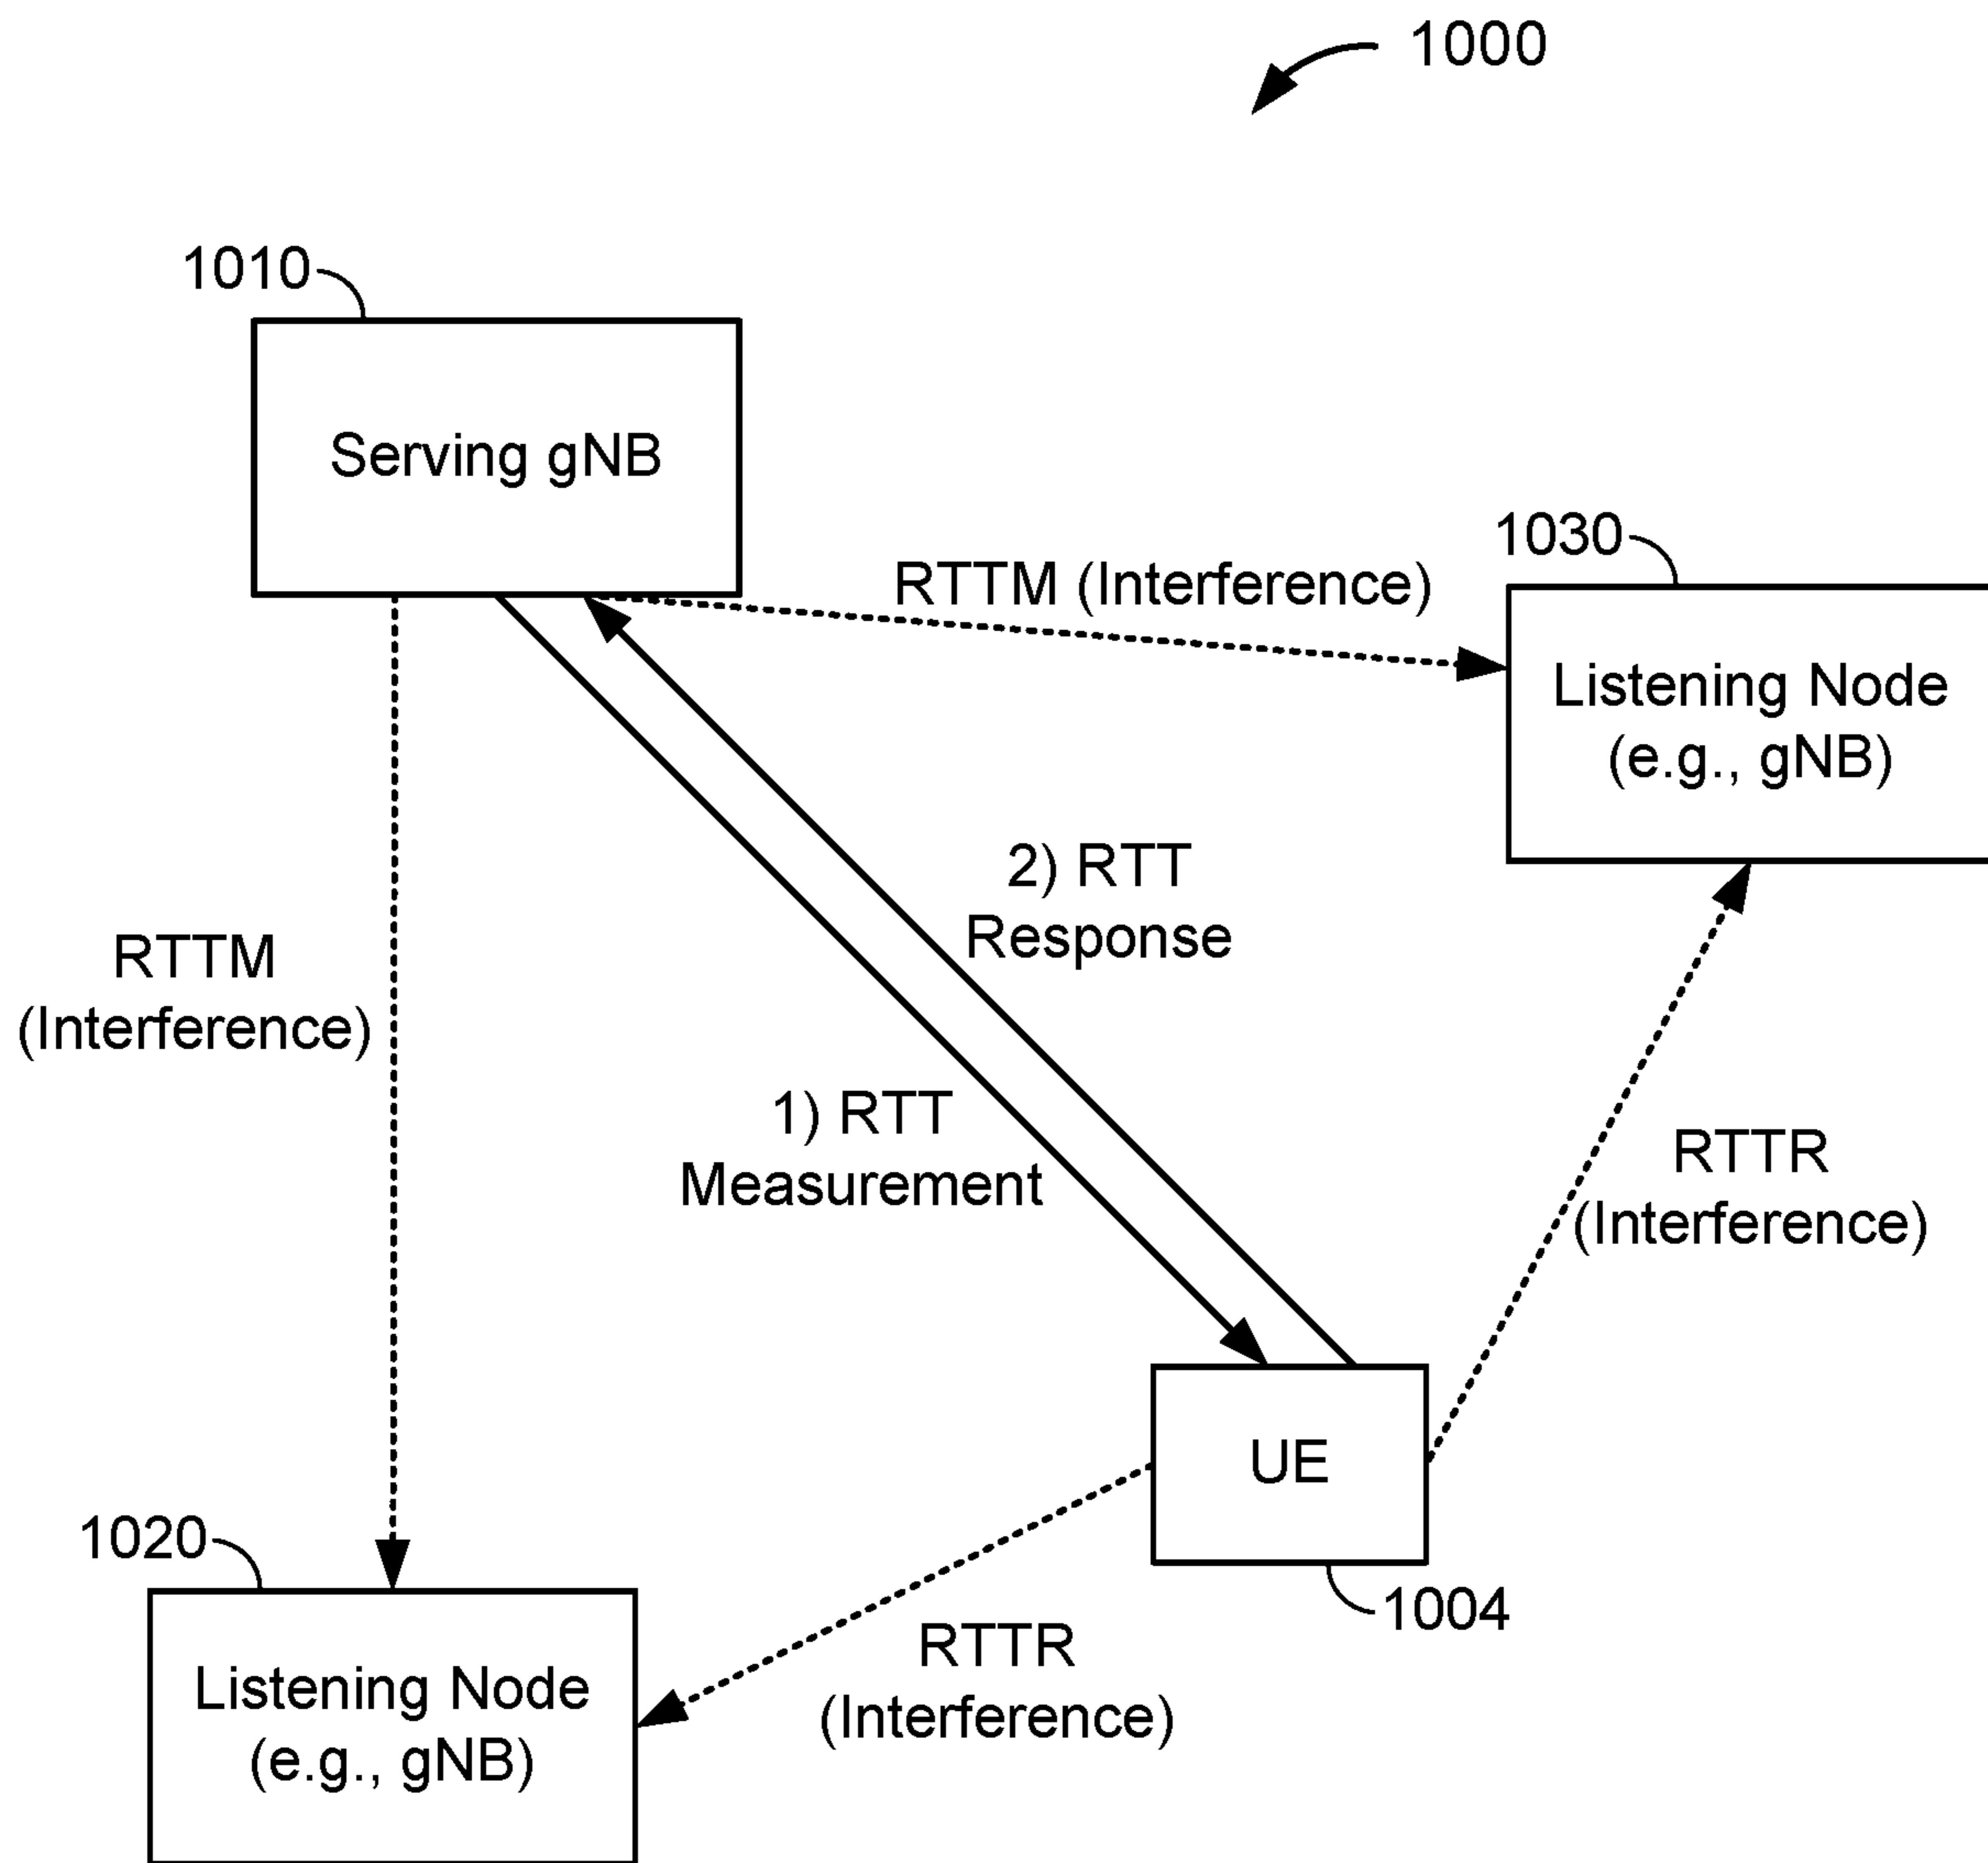 1000
1010
Serving gNB
1030
RTTM (Interference)
Listening Node
(e.g., gNB)
2) RTT
Response
RTTM
(Interference)
1) RTT
Measurement
RTTR
(Interference)
UE
1020
1004
Listening Node
(e.g., gNB)
RTTR
(Interference)